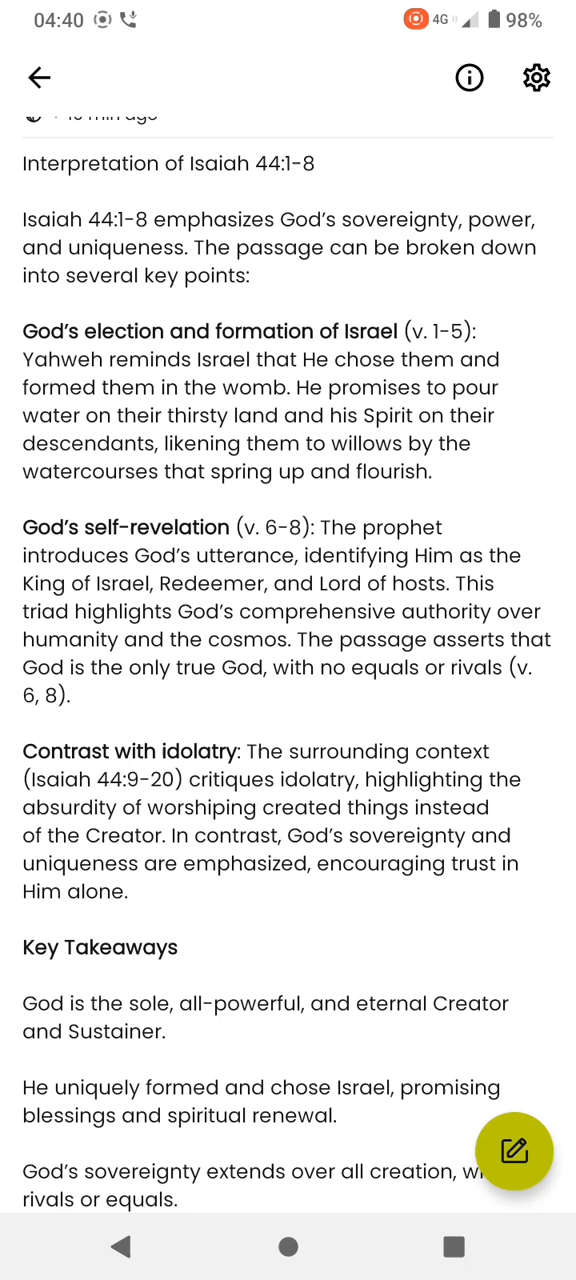 04:40
4G
98%
Interpretation of Isaiah 44:1-8
Isaiah 44:1-8 emphasizes God's sovereignty, power,
and uniqueness. The passage can be broken down
into several key points:
God's election and formation of Israel (v. 1-5):
Yahweh reminds Israel that He chose them and
formed them in the womb. He promises to pour
water on their thirsty land and his Spirit on their
descendants, likening them to willows by the
watercourses that spring up and flourish.
God's self-revelation (v. 6-8): The prophet
introduces God's utterance, identifying Him as the
King of Israel, Redeemer, and Lord of hosts. This
triad highlights God's comprehensive authority over
humanity and the cosmos. The passage asserts that
God is the only true God, with no equals or rivals (v.
6, 8).
Contrast with idolatry: The surrounding context
(Isaiah 44:9-20) critiques idolatry, highlighting the
absurdity of worshiping created things instead
of the Creator. In contrast, God's sovereignty and
uniqueness are emphasized, encouraging trust in
Him alone.
Key Takeaways
God is the sole, all-powerful, and eternal Creator
and Sustainer.
He uniquely formed and chose Israel, promising
blessings and spiritual renewal.
God's sovereignty extends over all creation,
rivals or equals.